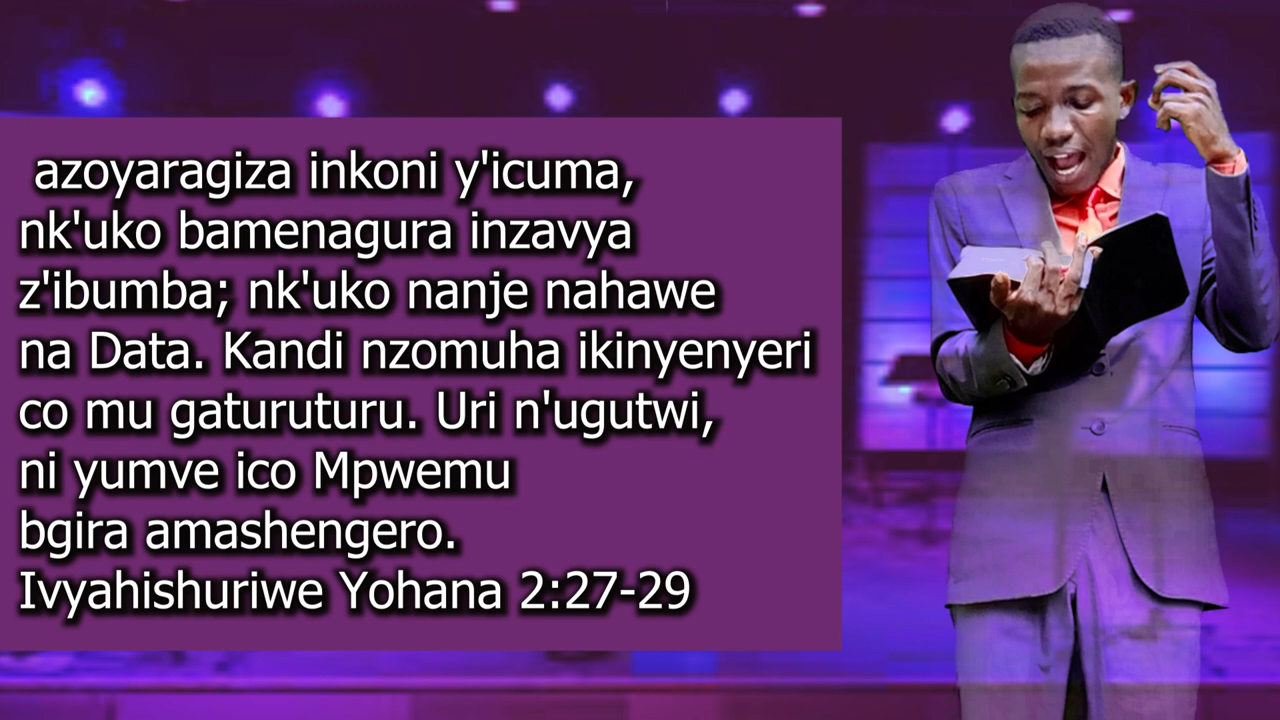 azoyaragiza inkoni y'icuma,
nk'uko bamenagura inzavya
z'ibumba; nk'uko nanje nahawe
na Data. Kandi nzomuha ikinyenyeri
co mu gaturuturu. Uri n'ugutwi,
ni yumve ico Mpwemu
bgira amashengero.
Ivyahishuriwe Yohana 2:27-29